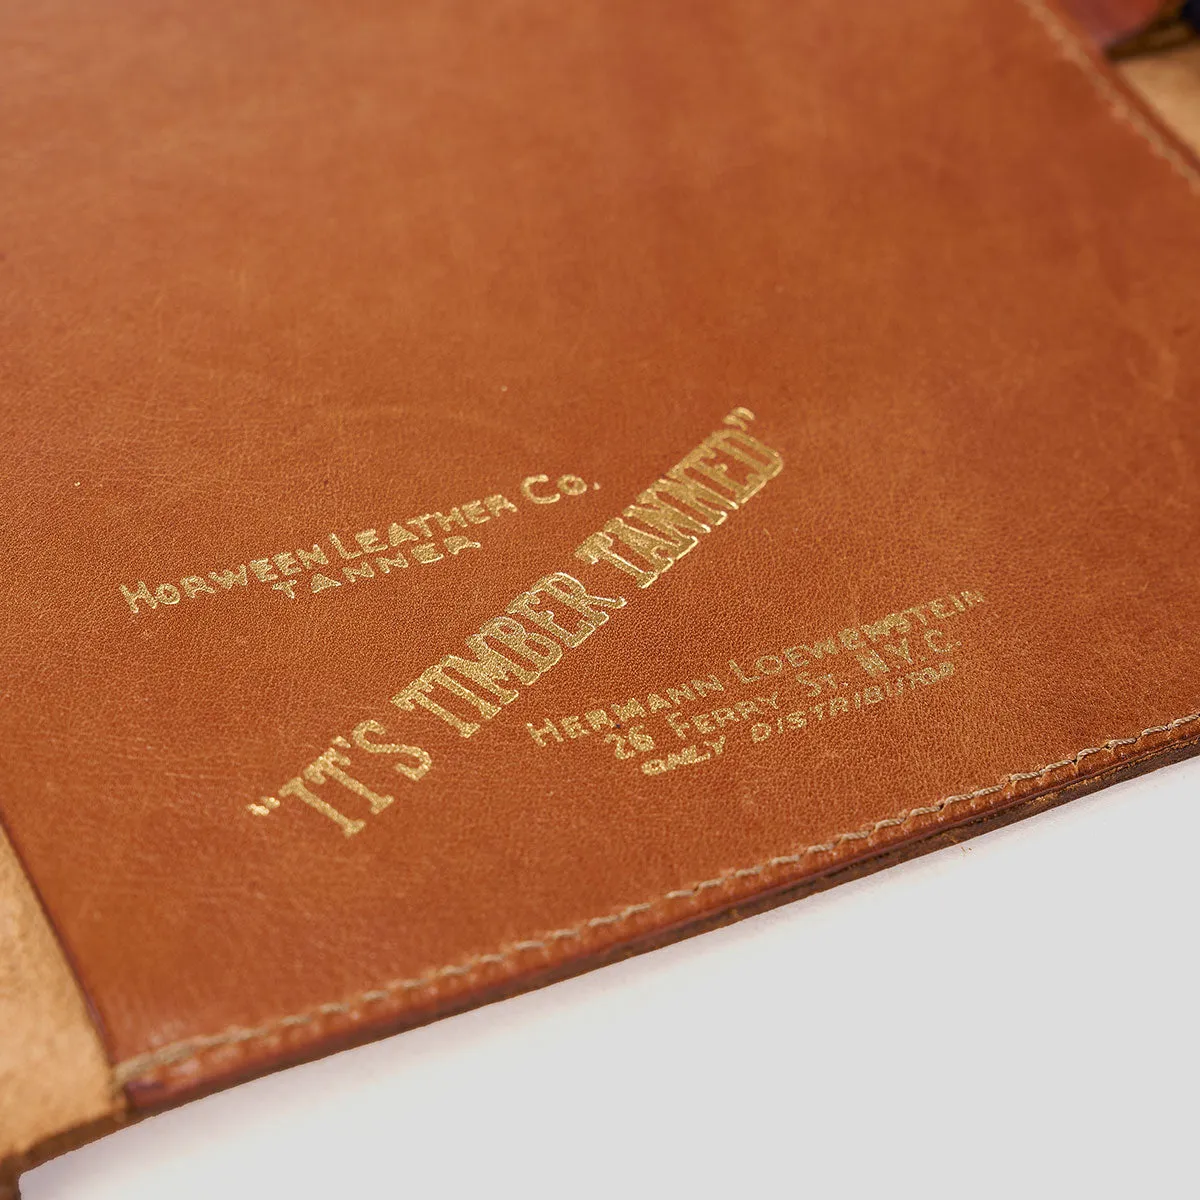 HORWEEN LEATHER CO.
TANNER
"IT'S TIMBER TANNED"
HERMANN LOEWENSTEIN
26 FERRY ST. N.Y.C.
ONLY DISTRIBUTOR